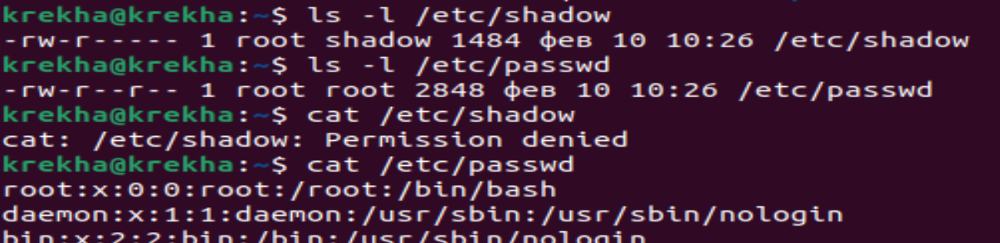 krekha@krekha:~$ ls -l /etc/shadow
-rw-r----- 1 root shadow 1484 фев 10 10:26 /etc/shadow
krekha@krekha:~$ ls -l /etc/passwd
-rw-r--r-- 1 root root 2848 фев 10 10:26 /etc/passwd
krekha@krekha:~$ cat /etc/shadow
cat: /etc/shadow: Permission denied
krekha@krekha:~$ cat /etc/passwd
root:x:0:0:root:/root:/bin/bash
daemon:x:1:1:daemon:/usr/sbin:/usr/sbin/nologin
bin:x:2:2:bin:/bin:/usr/sbin/nologin